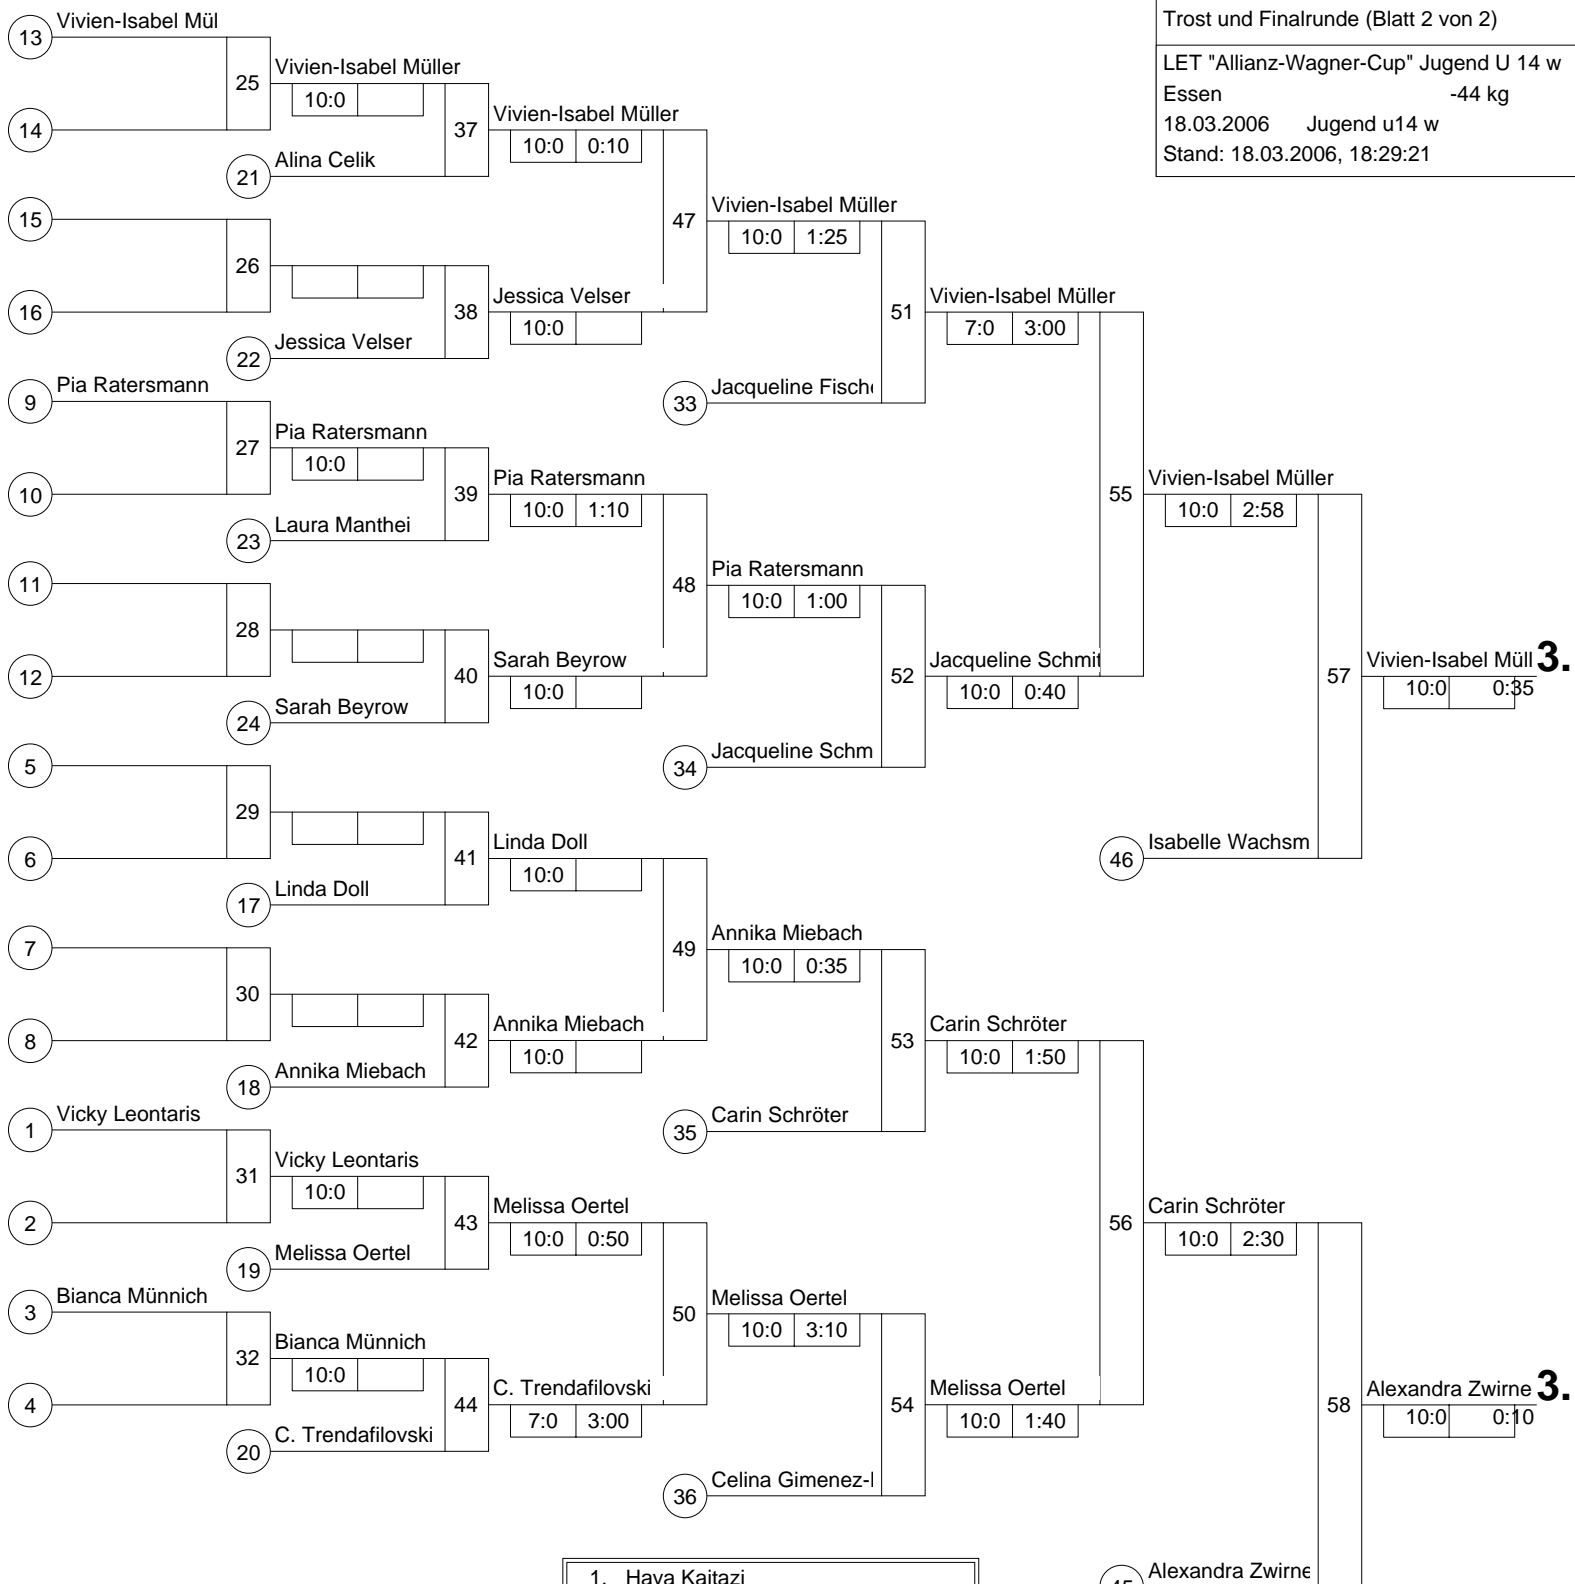 Trost und Finalrunde (Blatt 2 von 2)
LET "Allianz-Wagner-Cup" Jugend U 14 w
Essen -44 kg
18.03.2006 Jugend u14 w
Stand: 18.03.2006, 18:29:21
13 Vivien-Isabel Mül
25
14
Vivien-Isabel Müller
10:0
37
21 Alina Celik
Vivien-Isabel Müller
10:0 0:10
15
26
16
38
22 Jessica Velser
Jessica Velser
10:0
47
Vivien-Isabel Müller
10:0 1:25
51
33 Jacqueline Fisch
Vivien-Isabel Müller
7:0 3:00
9 Pia Ratersmann
27
10
Pia Ratersmann
10:0
39
23 Laura Manthei
Pia Ratersmann
10:0 1:10
11
28
12
40
24 Sarah Beyrow
Sarah Beyrow
10:0
48
Pia Ratersmann
10:0 1:00
52
34 Jacqueline Schm
Jacqueline Schmit
10:0 0:40
55
Vivien-Isabel Müller
10:0 2:58
57
46 Isabelle Wachsm
Vivien-Isabel Müll 3.
10:0 0:35
5
29
6
41
17 Linda Doll
Linda Doll
10:0
7
30
8
42
18 Annika Miebach
Annika Miebach
10:0
49
Annika Miebach
10:0 0:35
53
35 Carin Schröter
Carin Schröter
10:0 1:50
1 Vicky Leontaris
31
2
Vicky Leontaris
10:0
43
19 Melissa Oertel
Melissa Oertel
10:0 0:50
3 Bianca Münnich
32
4
Bianca Münnich
10:0
44
20 C. Trendafilovski
C. Trendafilovski
7:0 3:00
50
Melissa Oertel
10:0 3:10
54
36 Celina Gimenez-
Melissa Oertel
10:0 1:40
56
Carin Schröter
10:0 2:30
58
Alexandra Zwirne 3.
10:0 0:10
45 Alexandra Zwirne
1. Haya Kajtazi